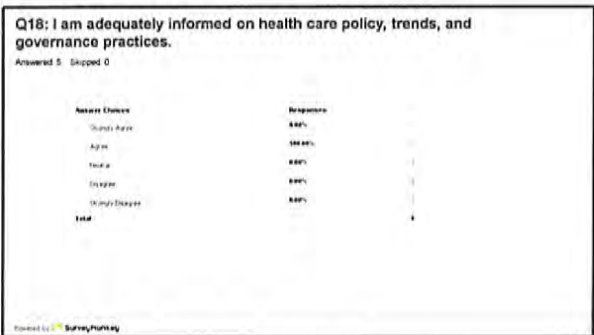 Q18: I am adequately informed on health care policy, trends, and
governance practices.
Answered: 5 Skipped: 0
Answer Choices Responses
Strongly Agree 0.00%
Agree 100.00%
Neutral 0.00%
Disagree 0.00%
Strongly Disagree 0.00%
Total
Powered by SurveyMonkey